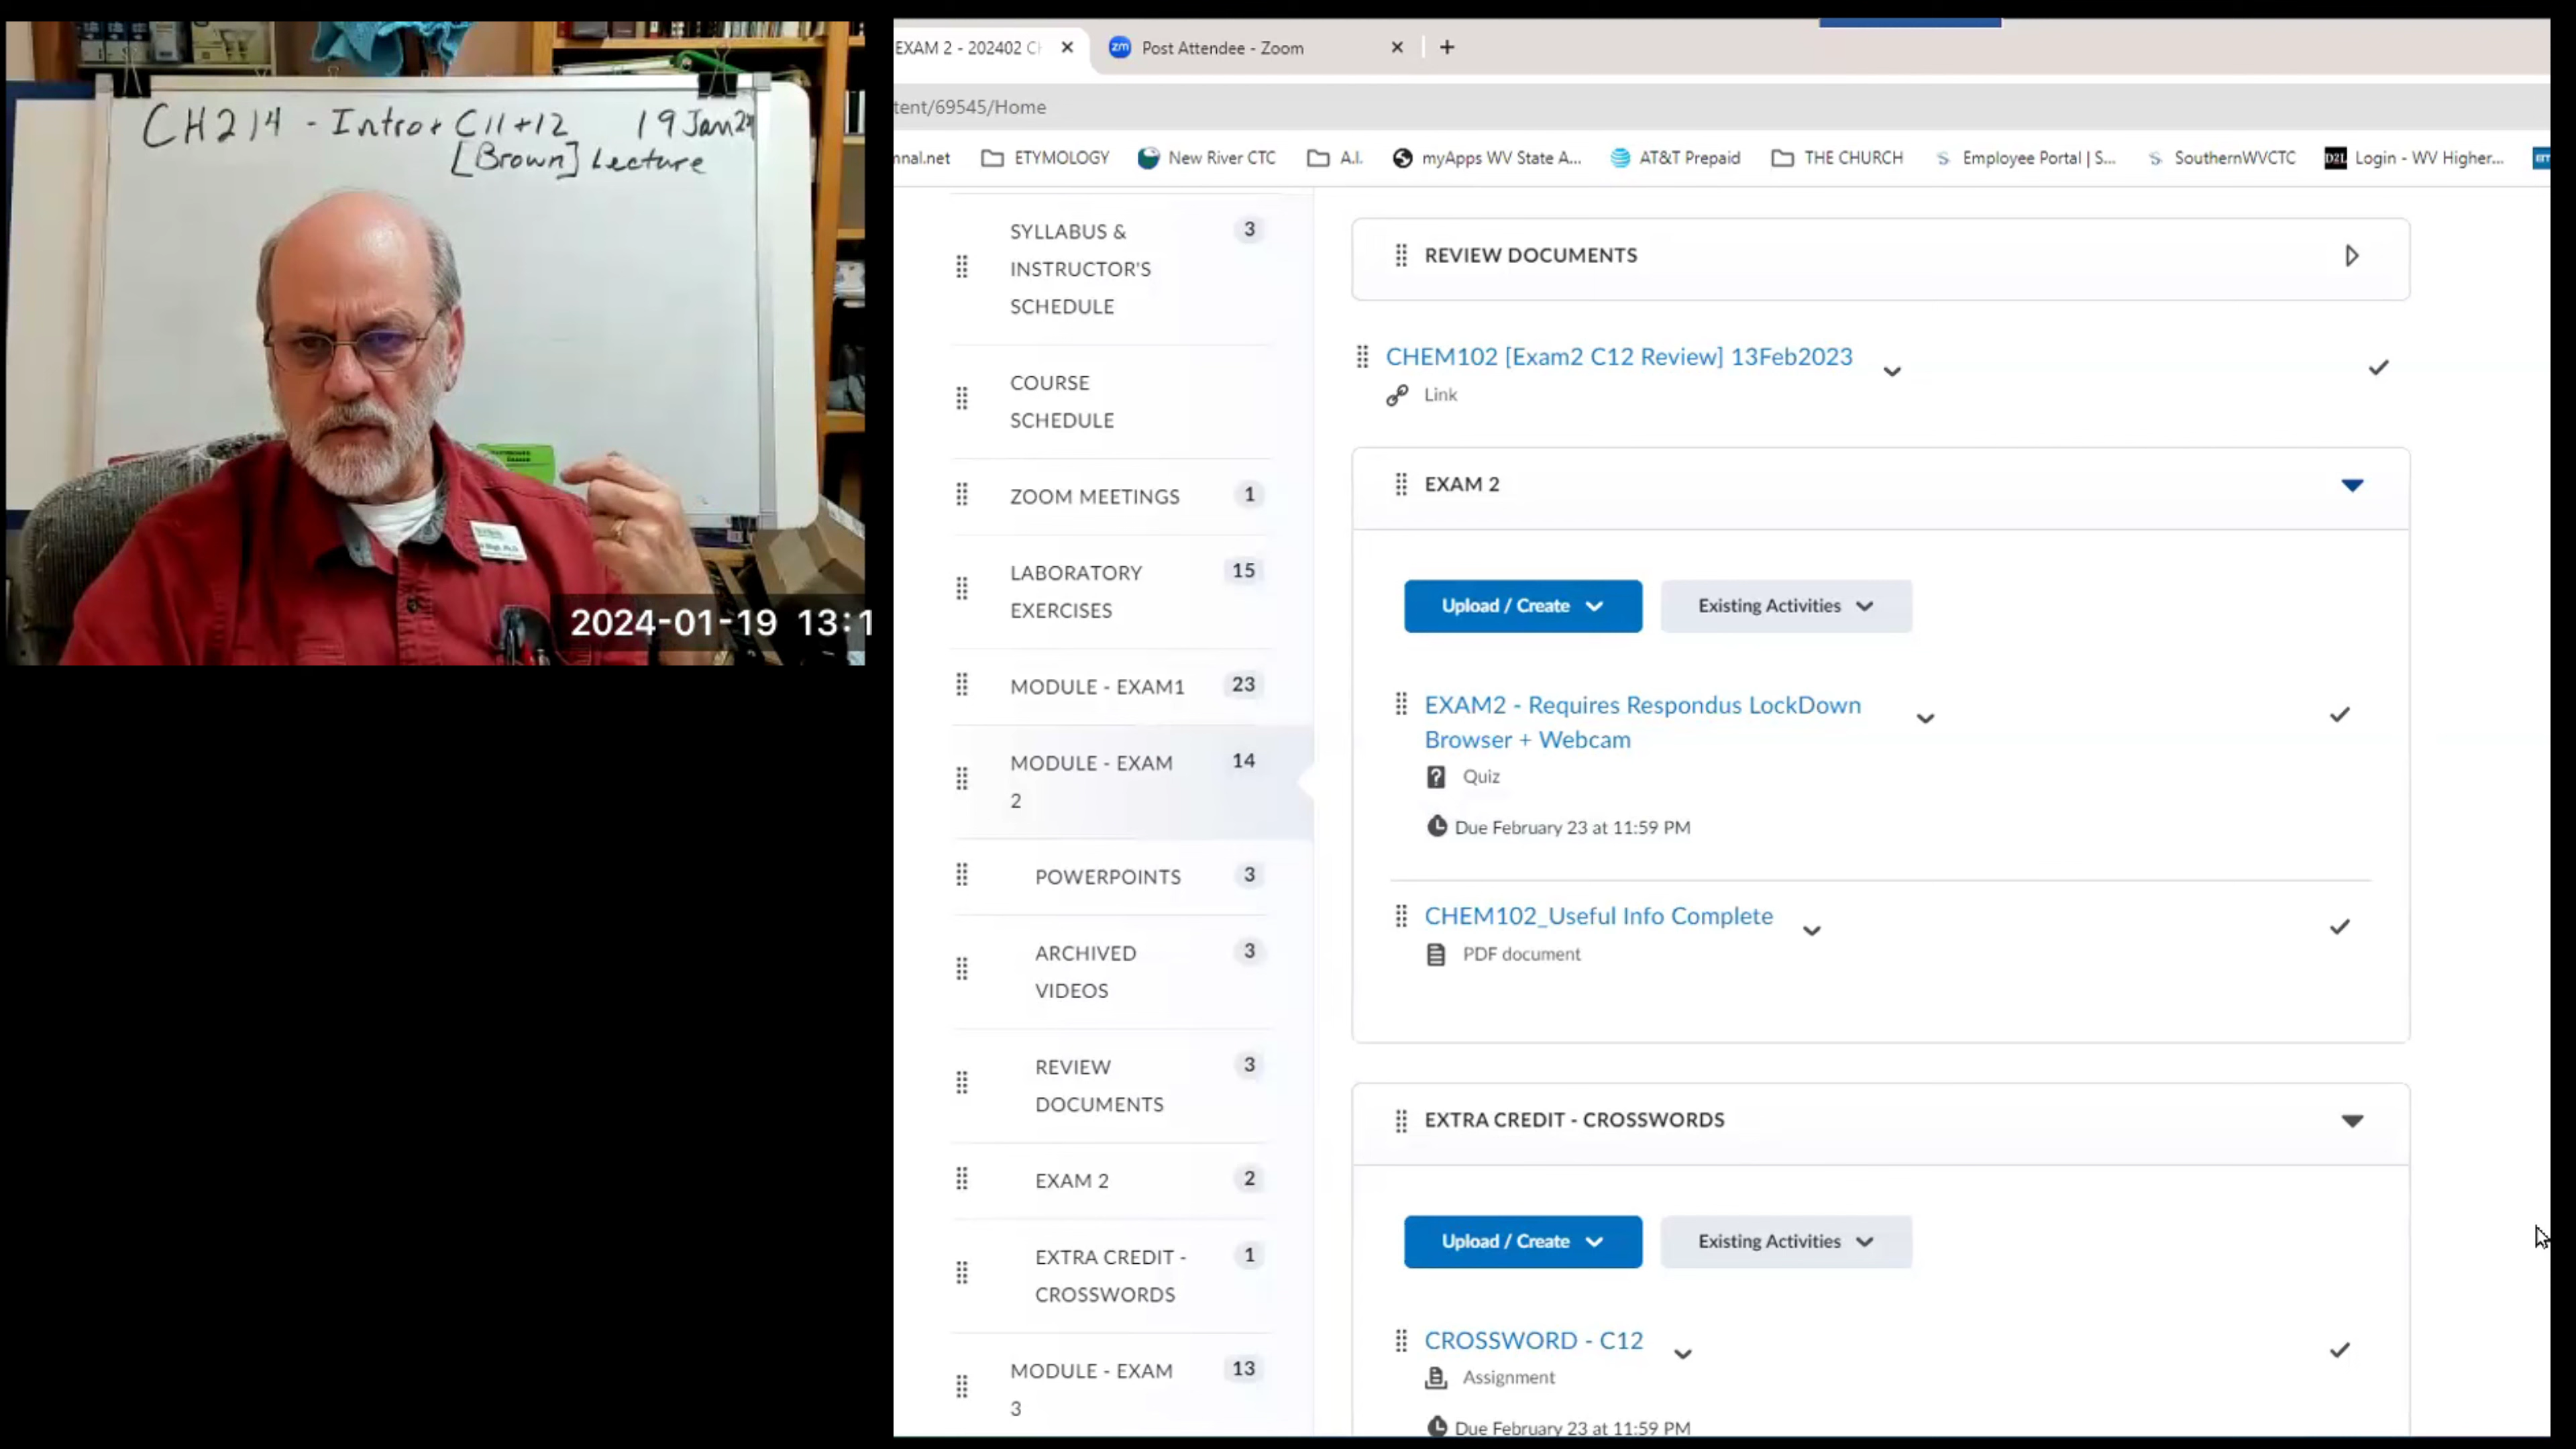 CH214 - Intro + C11+12 19 Jan 24
[Brown] Lecture
2024-01-19 13:1
EXAM 2 - 202402 C
Post Attendee - Zoom
tent/69545/Home
nnal.net
ETYMOLOGY
New River CTC
A.I.
myApps WV State A...
AT&T Prepaid
THE CHURCH
Employee Portal | S...
SouthernWVCTC
D2L
Login - WV Higher...
SYLLABUS & 3
INSTRUCTOR'S
SCHEDULE
COURSE
SCHEDULE
ZOOM MEETINGS 1
LABORATORY 15
EXERCISES
MODULE - EXAM1 23
MODULE - EXAM 14
2
POWERPOINTS 3
ARCHIVED 3
VIDEOS
REVIEW 3
DOCUMENTS
EXAM 2 2
EXTRA CREDIT - 1
CROSSWORDS
MODULE - EXAM 13
3
REVIEW DOCUMENTS
CHEM102 [Exam2 C12 Review] 13Feb2023
Link
EXAM 2
Upload / Create
Existing Activities
EXAM2 - Requires Respondus LockDown
Browser + Webcam
Quiz
Due February 23 at 11:59 PM
CHEM102_Useful Info Complete
PDF document
EXTRA CREDIT - CROSSWORDS
Upload / Create
Existing Activities
CROSSWORD - C12
Assignment
Due February 23 at 11:59 PM